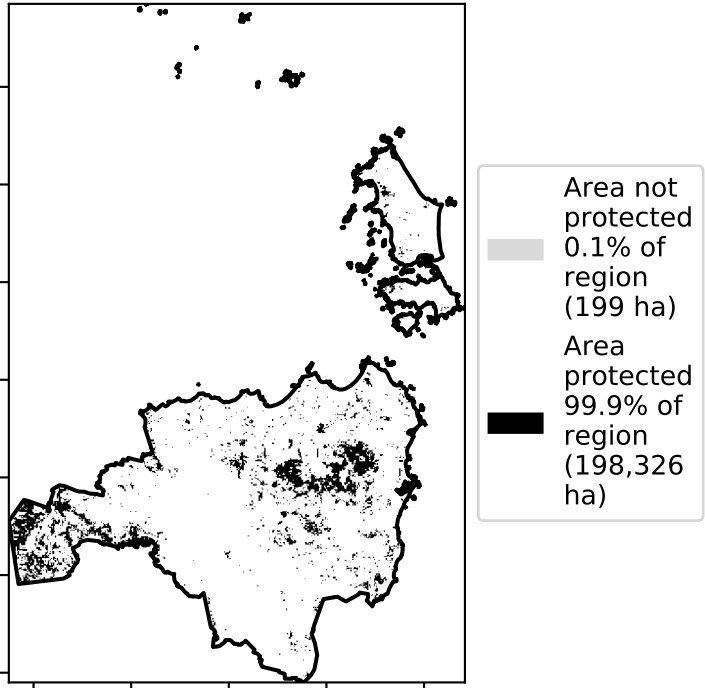 Area not
protected
0.1% of
region
(199 ha)
Area
protected
99.9% of
region
(198,326
ha)